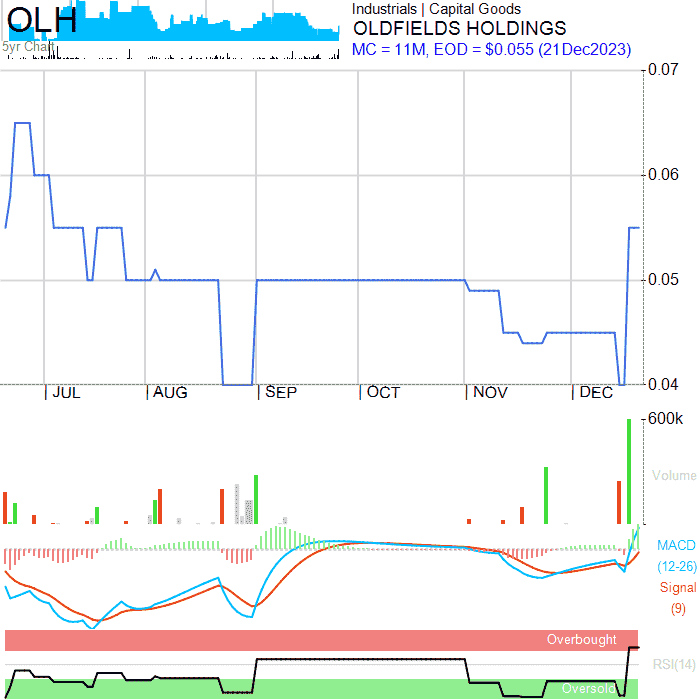 OLH
Industrials | Capital Goods
OLDFIELDS HOLDINGS
5yr Chart
MC = 11M, EOD = $0.055 (21Dec2023)
0.07
0.06
0.05
0.04
JUL
AUG
SEP
OCT
NOV
DEC
600k
Volume
MACD
(12-26)
Signal
(9)
Overbought
RSI(14)
Oversold